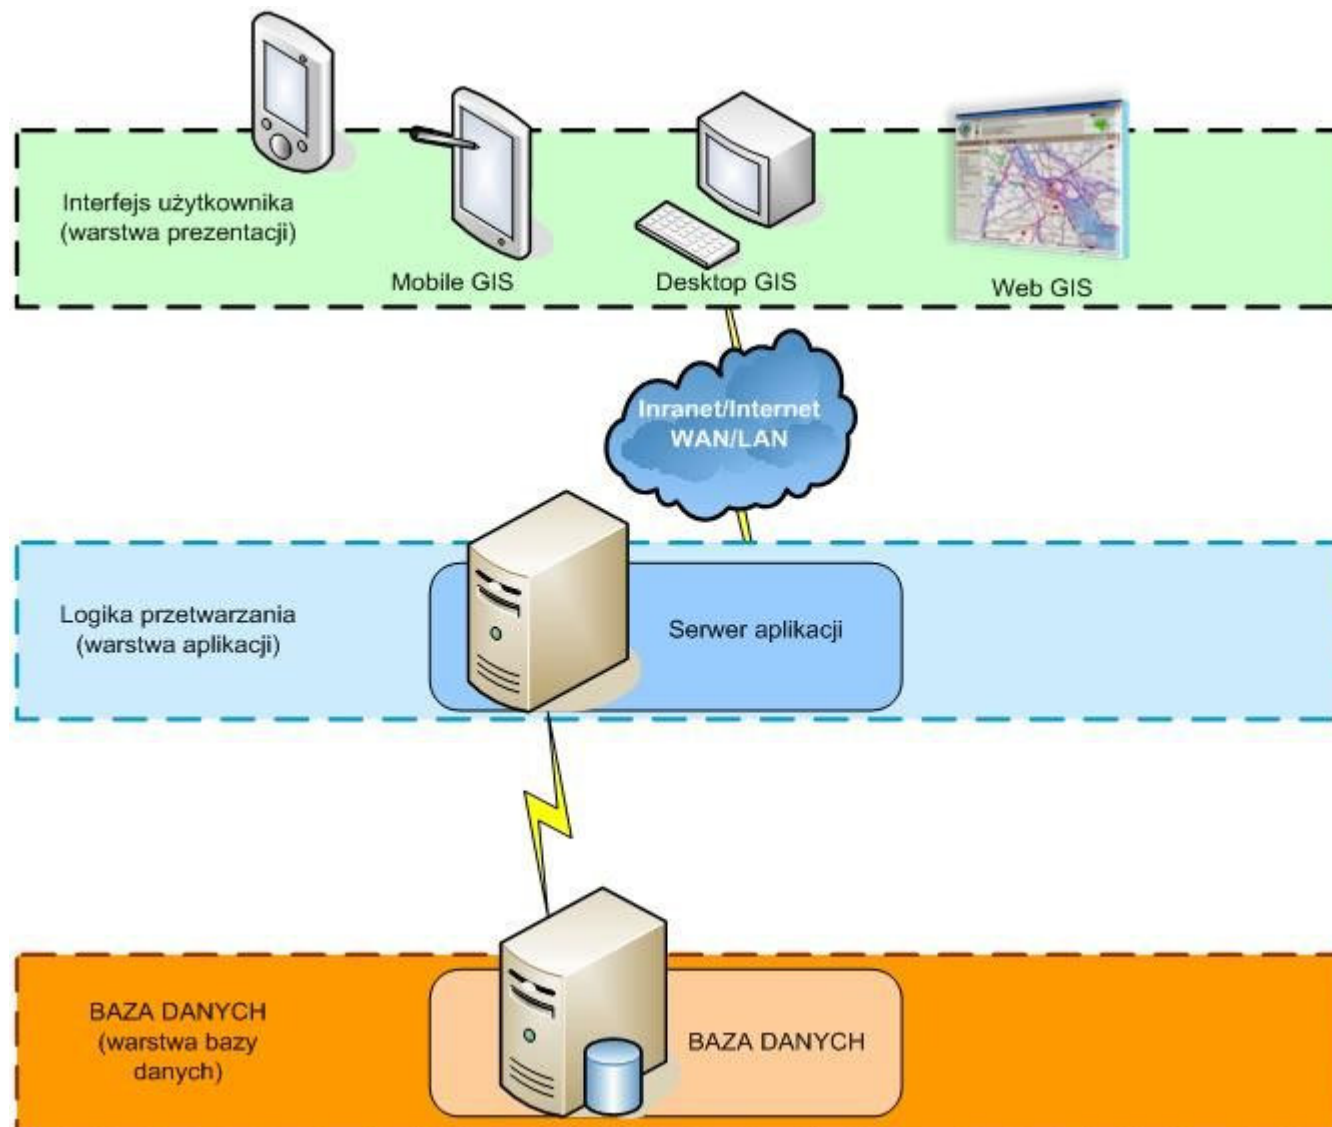 Interfejs użytkownika
(warstwa prezentacji)
Mobile GIS
Desktop GIS
Web GIS
Inranet/Internet
WAN/LAN
Logika przetwarzania
(warstwa aplikacji)
Serwer aplikacji
BAZA DANYCH
(warstwa bazy
danych)
BAZA DANYCH